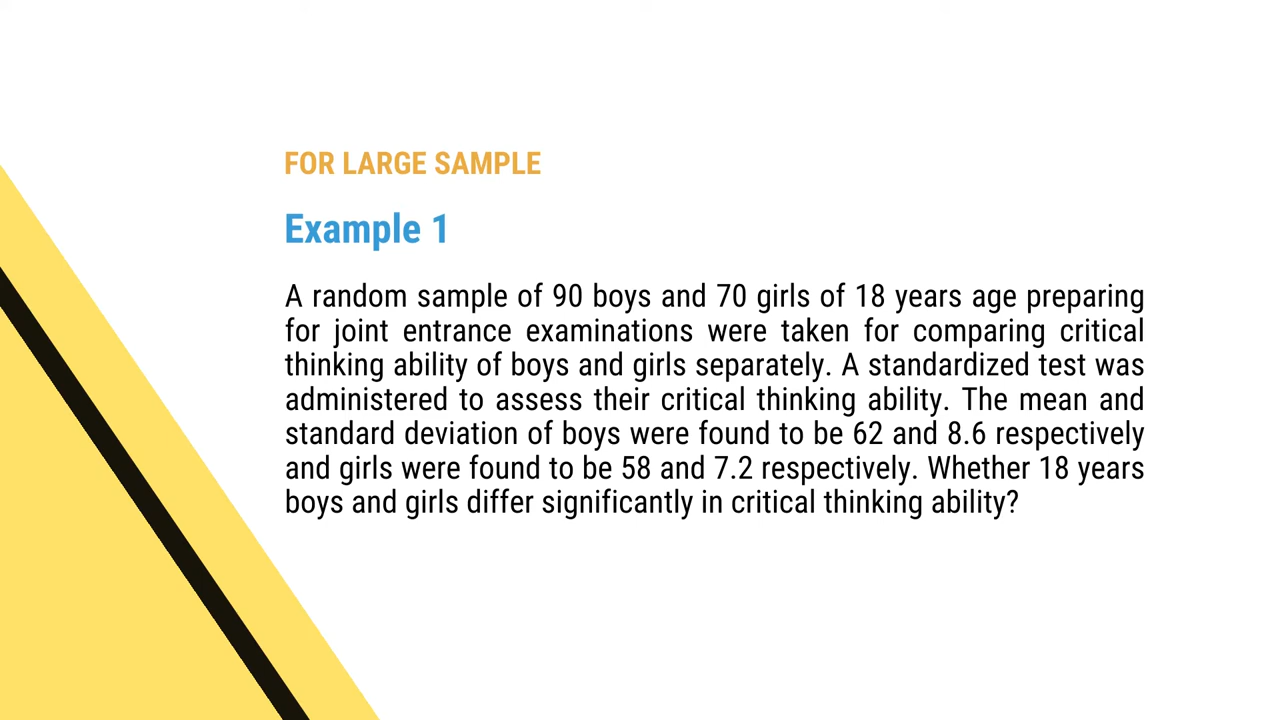 FOR LARGE SAMPLE
Example 1
A random sample of 90 boys and 70 girls of 18 years age preparing
for joint entrance examinations were taken for comparing critical
thinking ability of boys and girls separately. A standardized test was
administered to assess their critical thinking ability. The mean and
standard deviation of boys were found to be 62 and 8.6 respectively
and girls were found to be 58 and 7.2 respectively. Whether 18 years
boys and girls differ significantly in critical thinking ability?